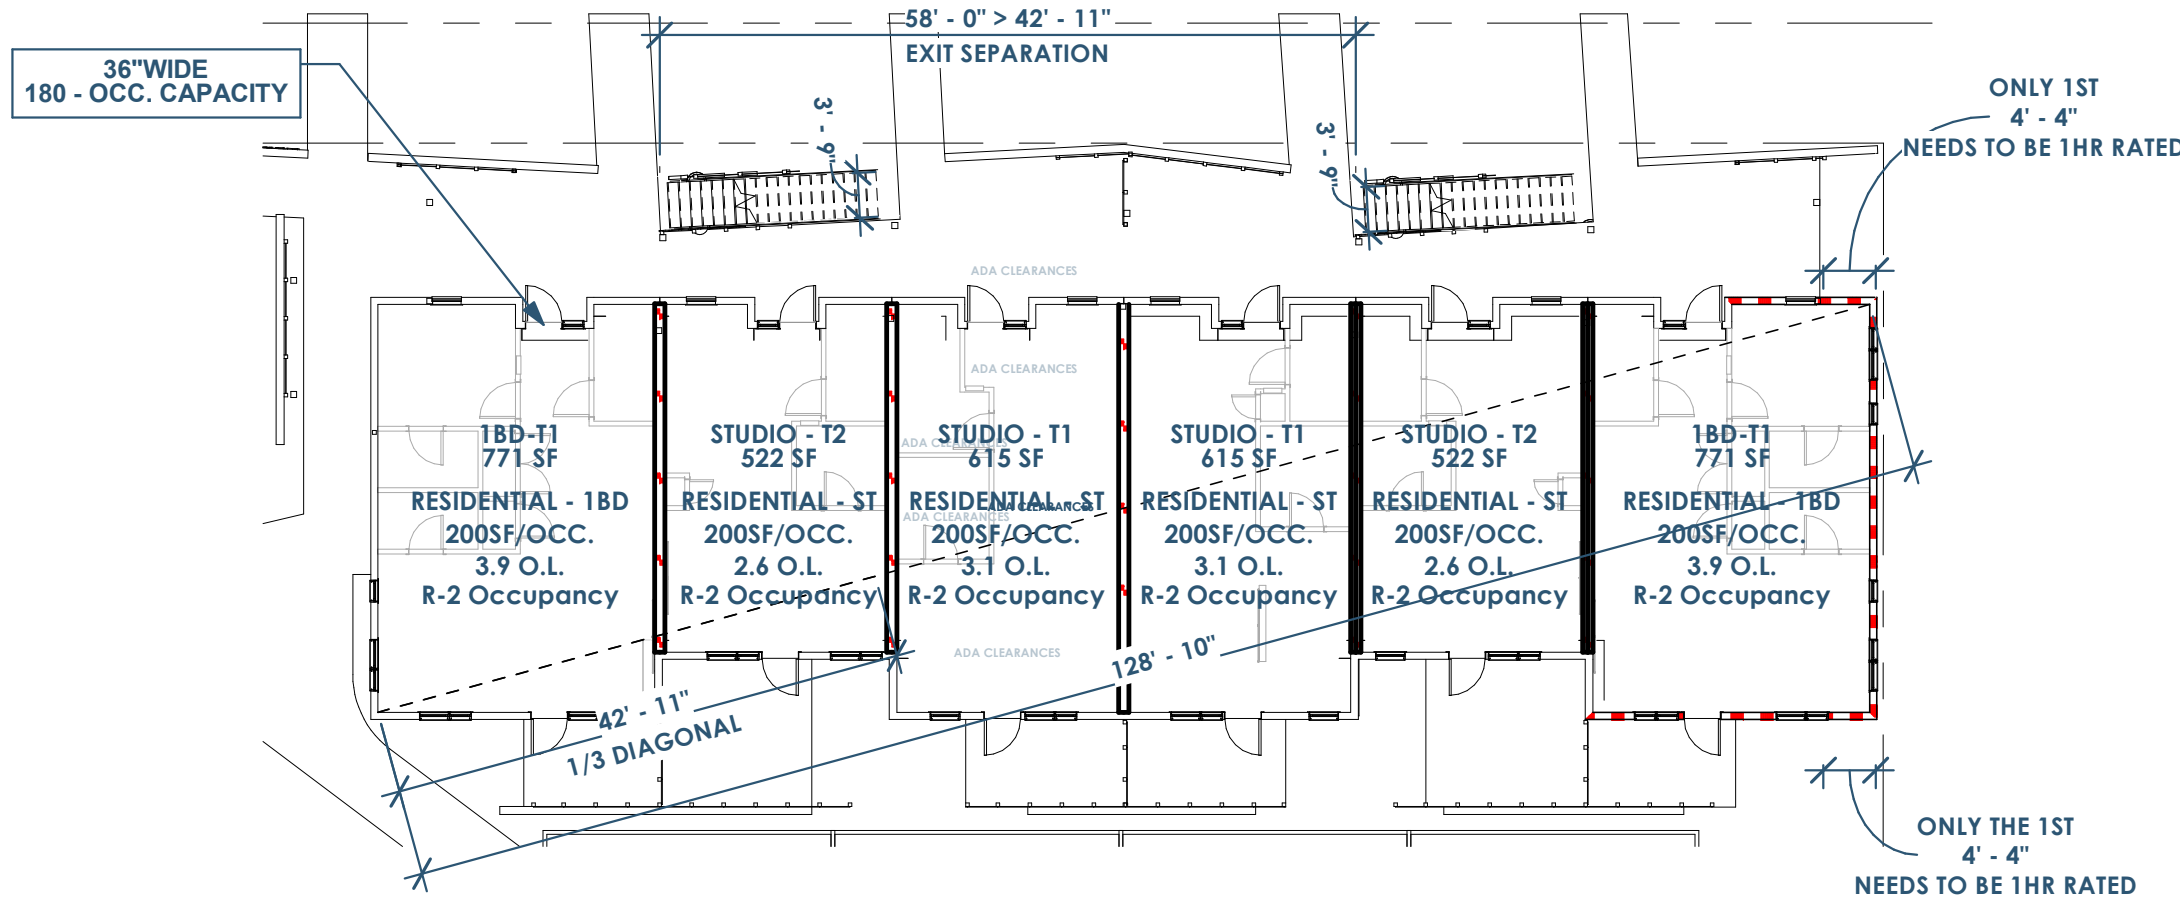 58' - 0" > 42' - 11"
EXIT SEPARATION
36"WIDE
180 - OCC. CAPACITY
3' - 9"
3' - 9"
ONLY 1ST
4' - 4"
NEEDS TO BE 1HR RATED
ADA CLEARANCES
ADA CLEARANCES
1BD-T1
771 SF
RESIDENTIAL - 1BD
200SF/OCC.
3.9 O.L.
R-2 Occupancy
STUDIO - T2
522 SF
RESIDENTIAL - ST
200SF/OCC.
2.6 O.L.
R-2 Occupancy
ADA CLEARANCES
STUDIO - T1
615 SF
RESIDENTIAL - ST
ADA CLEARANCES
ADA CLEARANCES
200SF/OCC.
3.1 O.L.
R-2 Occupancy
ADA CLEARANCES
STUDIO - T1
615 SF
RESIDENTIAL - ST
200SF/OCC.
3.1 O.L.
R-2 Occupancy
STUDIO - T2
522 SF
RESIDENTIAL - ST
200SF/OCC.
2.6 O.L.
R-2 Occupancy
1BD-T1
771 SF
RESIDENTIAL - 1BD
200SF/OCC.
3.9 O.L.
R-2 Occupancy
42' - 11"
1/3 DIAGONAL
128' - 10"
ONLY THE 1ST
4' - 4"
NEEDS TO BE 1HR RATED